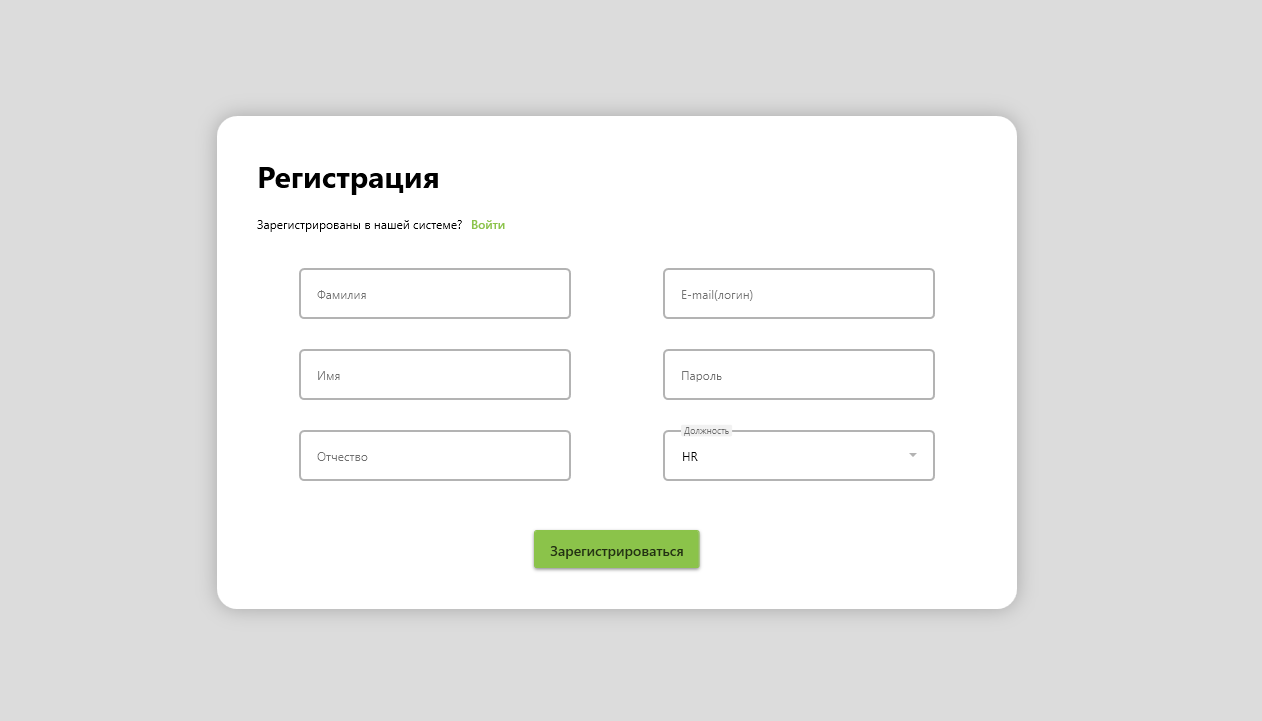 Регистрация
Зарегистрированы в нашей системе? Войти
Фамилия
E-mail(логин)
Имя
Пароль
Отчество
Должность
HR
Зарегистрироваться